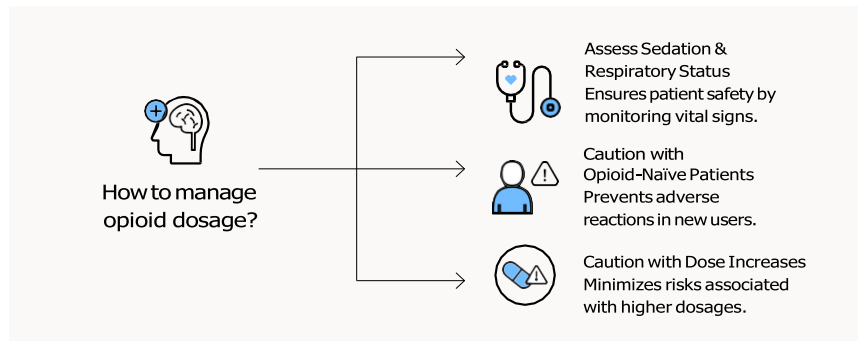 How to manage
opioid dosage?
Assess Sedation &
Respiratory Status
Ensures patient safety by
monitoring vital signs.
Caution with
Opioid-Naïve Patients
Prevents adverse
reactions in new users.
Caution with Dose Increases
Minimizes risks associated
with higher dosages.